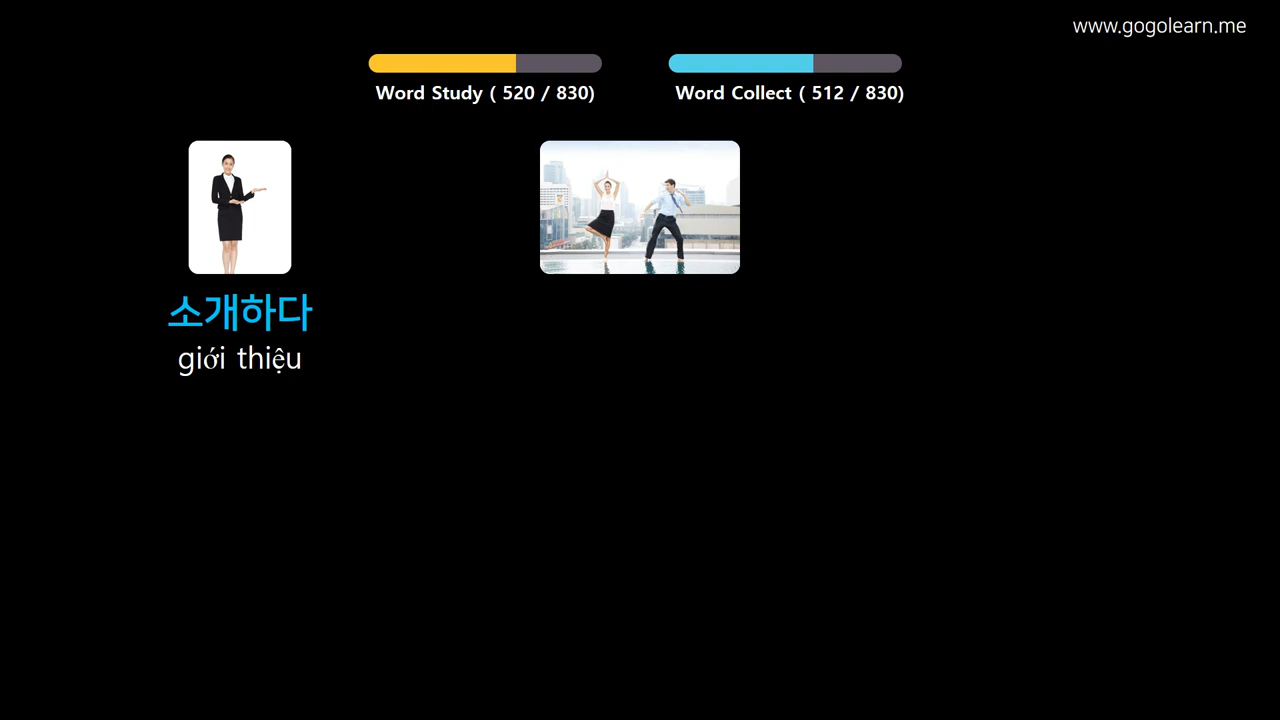 www.gogolearn.me
Word Study ( 520 / 830)
Word Collect ( 512 / 830)
소개하다
giới thiệu